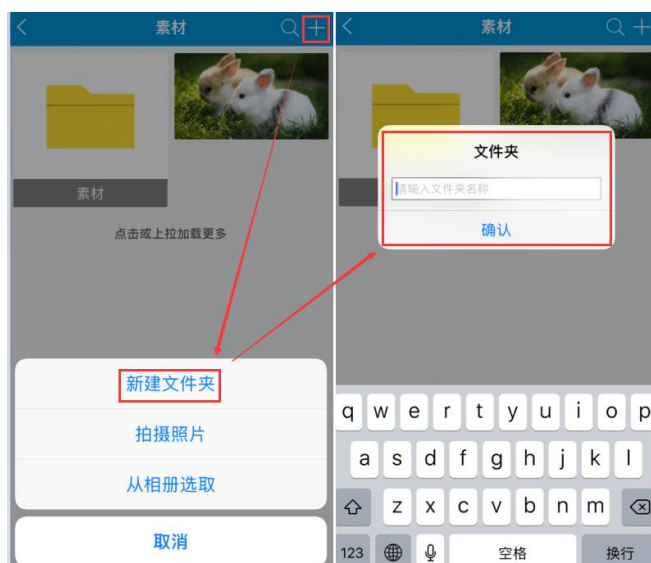 素材
素材
点击或上拉加载更多
新建文件夹
拍摄照片
从相册选取
取消
素材
文件夹
请输入文件夹名称
确认
q w e r t y u i o p
a s d f g h j k l
z x c v b n m
123 空格 换行